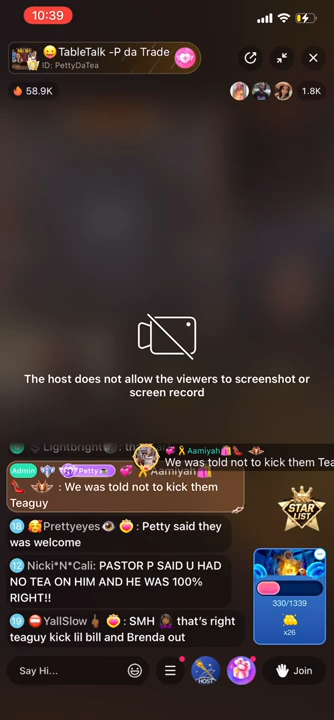 10:39
😛TableTalk -P da Trade
ID: PettyDaTea
🔥 58.9K
1.8K
The host does not allow the viewers to screenshot or
screen record
Lightbright
Aamiyah
We was told not to kick them Tea
Admin Petty Aamiyah
: We was told not to kick them
Teaguy
18 Prettyeyes : Petty said they
was welcome
12 Nicki*N*Cali: PASTOR P SAID U HAD
NO TEA ON HIM AND HE WAS 100%
RIGHT!!
19 YallSlow : SMH that's right
teaguy kick lil bill and Brenda out
STAR
LIST
330/1339
x26
Say Hi...
HOST
Join